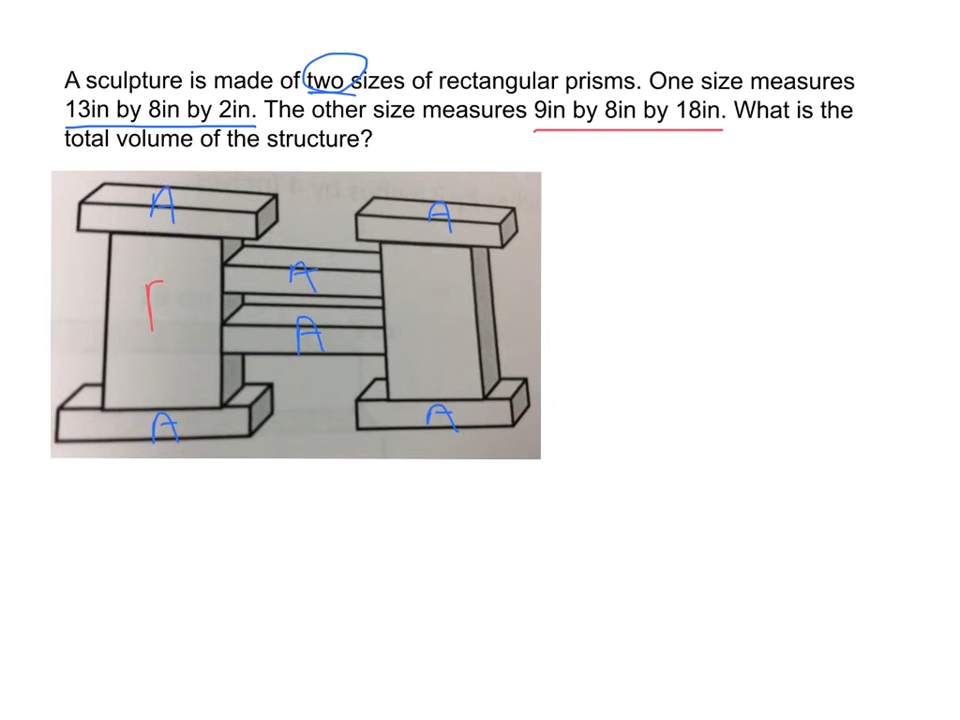 A sculpture is made of two sizes of rectangular prisms. One size measures
13in by 8in by 2in. The other size measures 9in by 8in by 18in. What is the
total volume of the structure?
A
A
A
A
A
A